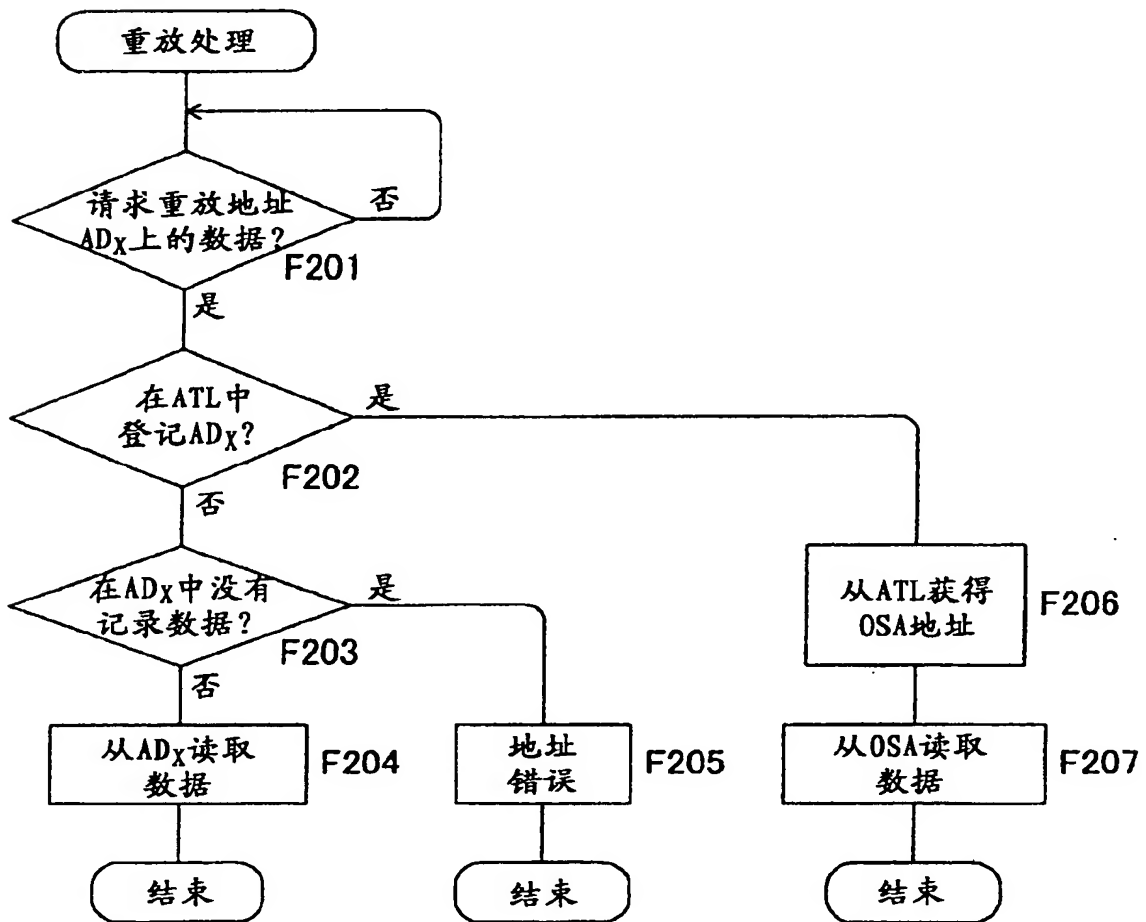 重放处理
请求重放地址
ADX上的数据?
否
F201
是
在ATL中
登记ADX?
是
F202
否
在ADX中没有
记录数据?
是
F203
否
从ATL获得
OSA地址
F206
从ADX读取
数据
F204
地址
错误
F205
从OSA读取
数据
F207
结束
结束
结束